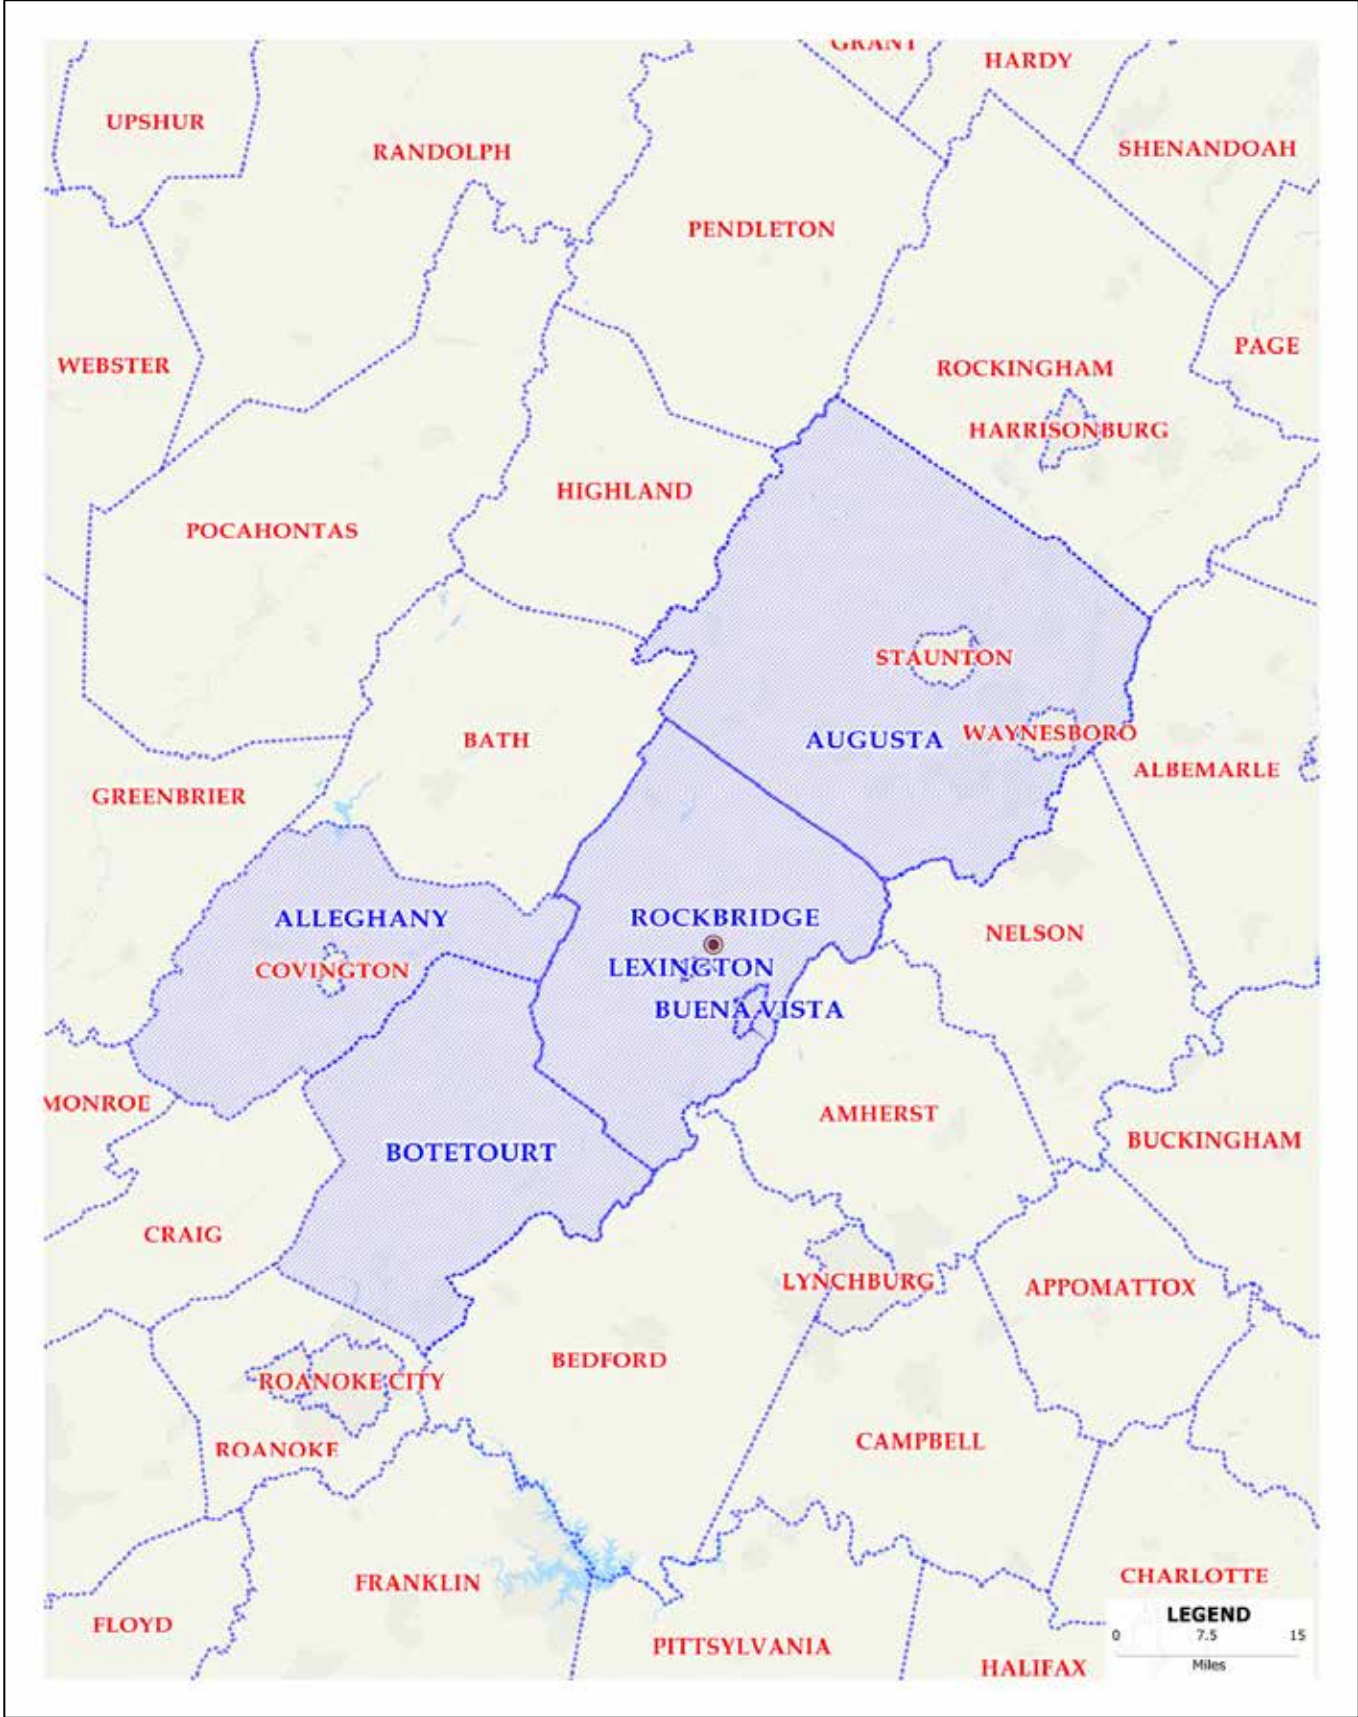 GRANT
HARDY
UPSHUR
RANDOLPH
SHENANDOAH
PENDLETON
PAGE
WEBSTER
ROCKINGHAM
HARRISONBURG
HIGHLAND
POCAHONTAS
STAUNTON
WAYNESBORO
BATH
AUGUSTA
ALBEMARLE
GREENBRIER
ALLEGHANY
ROCKBRIDGE
NELSON
COVINGTON
LEXINGTON
BUENA VISTA
MONROE
AMHERST
BUCKINGHAM
BOTETOURT
CRAIG
LYNCHBURG
APPOMATTOX
BEDFORD
ROANOKE CITY
CAMPBELL
ROANOKE
FRANKLIN
CHARLOTTE
FLOYD
PITTSYLVANIA
HALIFAX
LEGEND
0 7.5 15
Miles